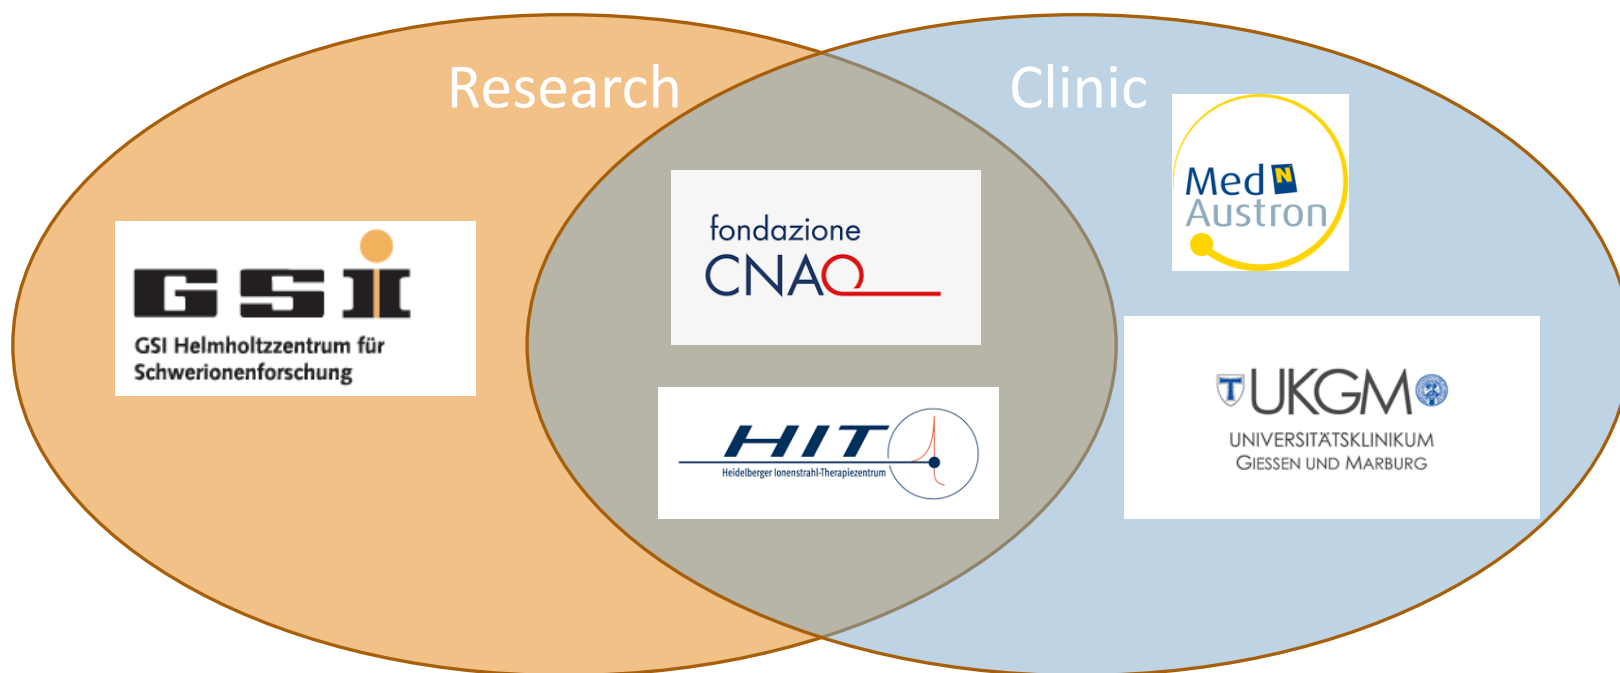 Research
Clinic
GSI
GSI Helmholtzzentrum für
Schwerionenforschung
fondazione
CNAO
HIT
Heidelberger Ionenstrahl-Therapiezentrum
Med N
Austron
T UKGM
UNIVERSITÄTSKLINIKUM
GIESSEN UND MARBURG